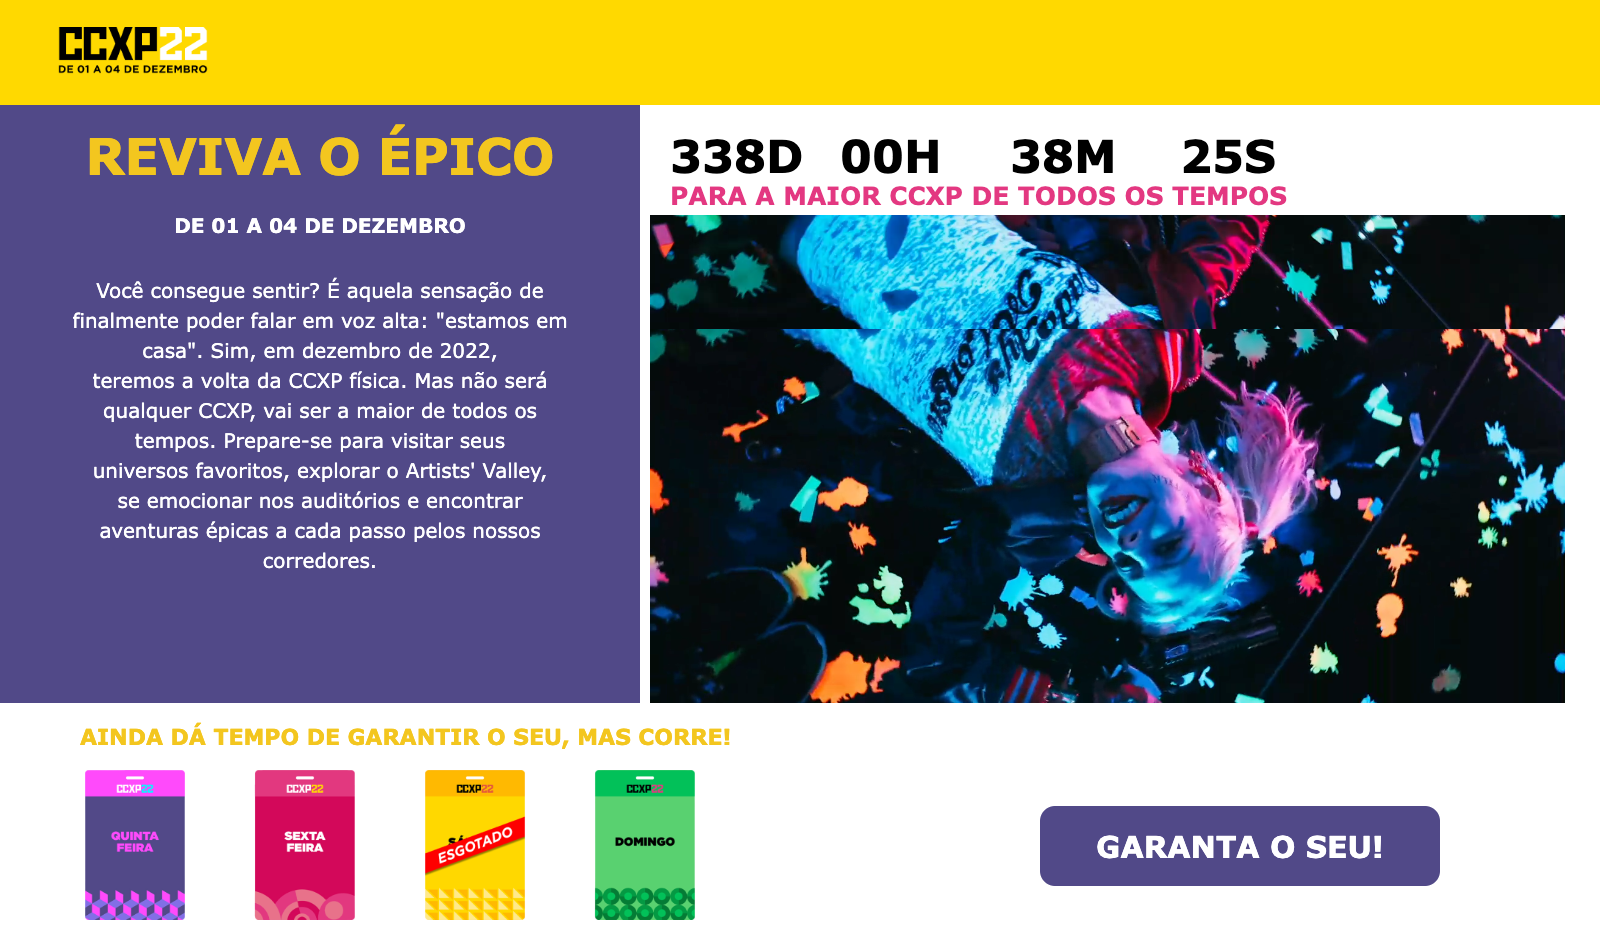 CCXP22
DE 01 A 04 DE DEZEMBRO
REVIVA O ÉPICO
DE 01 A 04 DE DEZEMBRO
Você consegue sentir? É aquela sensação de
finalmente poder falar em voz alta: "estamos em
casa". Sim, em dezembro de 2022,
teremos a volta da CCXP física. Mas não será
qualquer CCXP, vai ser a maior de todos os
tempos. Prepare-se para visitar seus
universos favoritos, explorar o Artists' Valley,
se emocionar nos auditórios e encontrar
aventuras épicas a cada passo pelos nossos
corredores.
338D 00H 38M 25S
PARA A MAIOR CCXP DE TODOS OS TEMPOS
AINDA DÁ TEMPO DE GARANTIR O SEU, MAS CORRE!
CCXP22
QUINTA
FEIRA
CCXP22
SEXTA
FEIRA
CCXP22
ESGOTADO
CCXP22
DOMINGO
GARANTA O SEU!